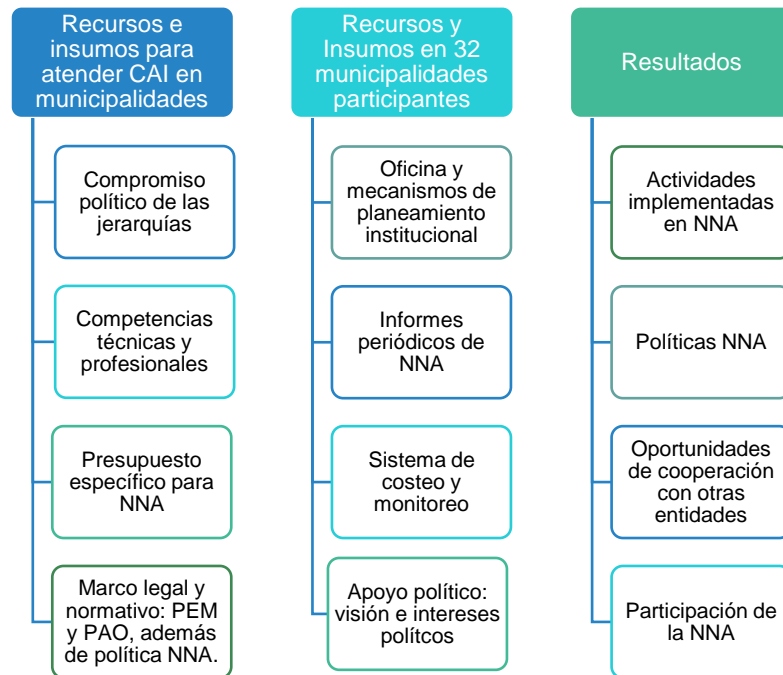 Recursos e
insumos para
atender CAI en
municipalidades
Compromiso
político de las
jerarquías
Competencias
técnicas y
profesionales
Presupuesto
específico para
NNA
Marco legal y
normativo: PEM
y PAO, además
de política NNA.
Recursos y
Insumos en 32
municipalidades
participantes
Oficina y
mecanismos de
planeamiento
institucional
Informes
periódicos de
NNA
Sistema de
costeo y
monitoreo
Apoyo político:
visión e intereses
polítcos
Resultados
Actividades
implementadas
en NNA
Políticas NNA
Oportunidades
de cooperación
con otras
entidades
Participación de
la NNA